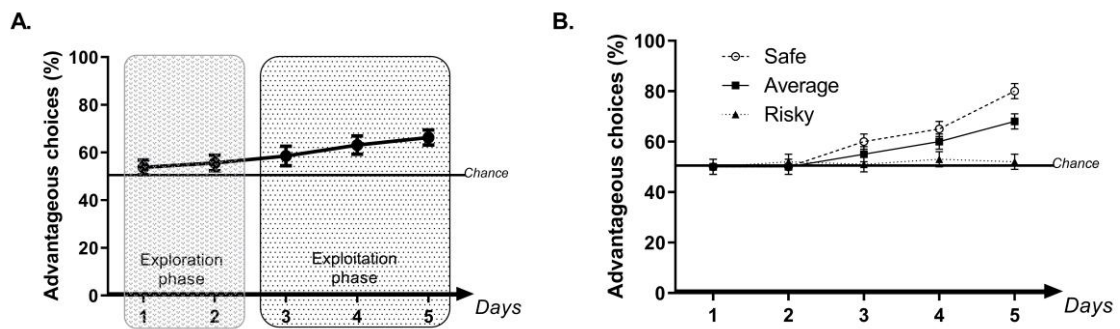 A.
Advantageous choices (%)
100
80
60
40
20
0
Chance
Exploration
phase
Exploitation
phase
1 2 3 4 5
Days
B.
Advantageous choices (%)
100
80
60
40
20
0
Safe
Average
Risky
Chance
1 2 3 4 5
Days